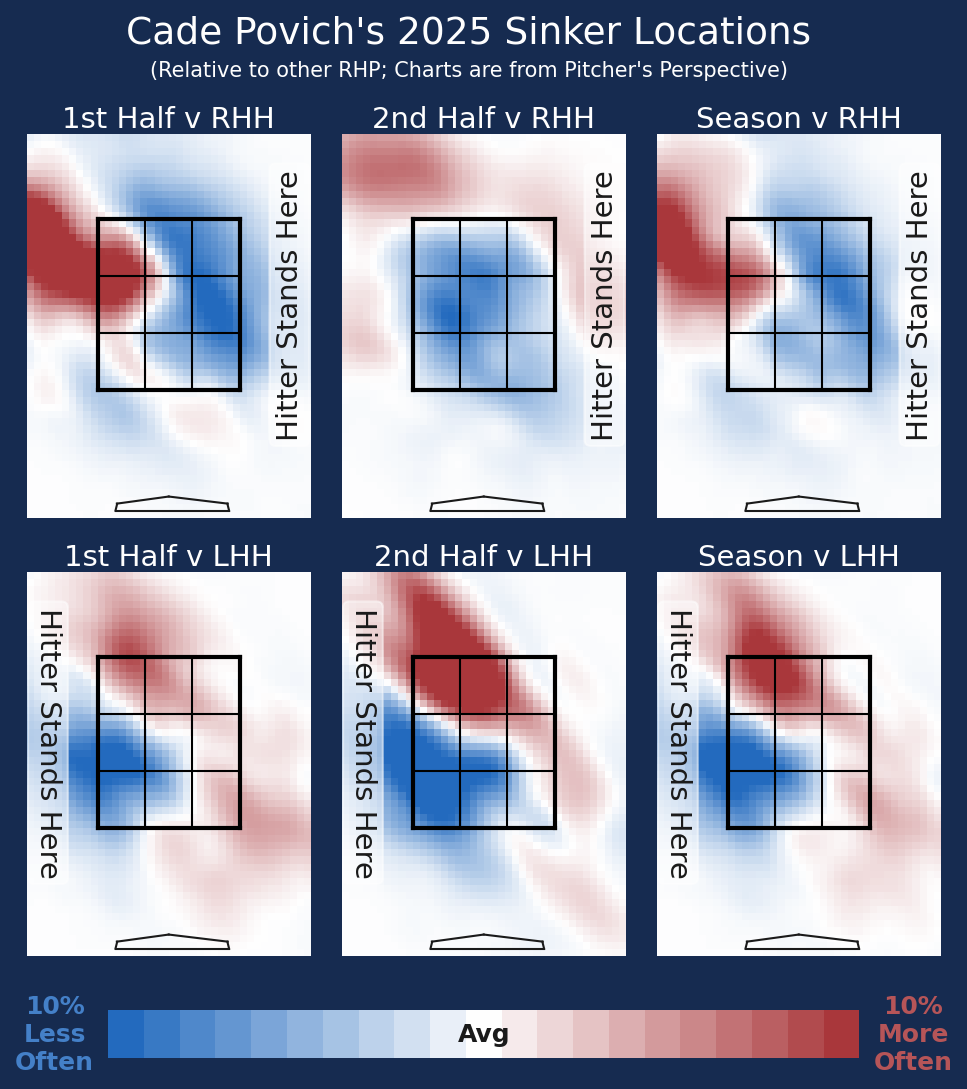 Cade Povich's 2025 Sinker Locations
(Relative to other RHP; Charts are from Pitcher's Perspective)
1st Half v RHH
2nd Half v RHH
Season v RHH
Hitter Stands Here
Hitter Stands Here
Hitter Stands Here
1st Half v LHH
2nd Half v LHH
Season v LHH
Hitter Stands Here
Hitter Stands Here
Hitter Stands Here
10%
Less
Often
Avg
10%
More
Often